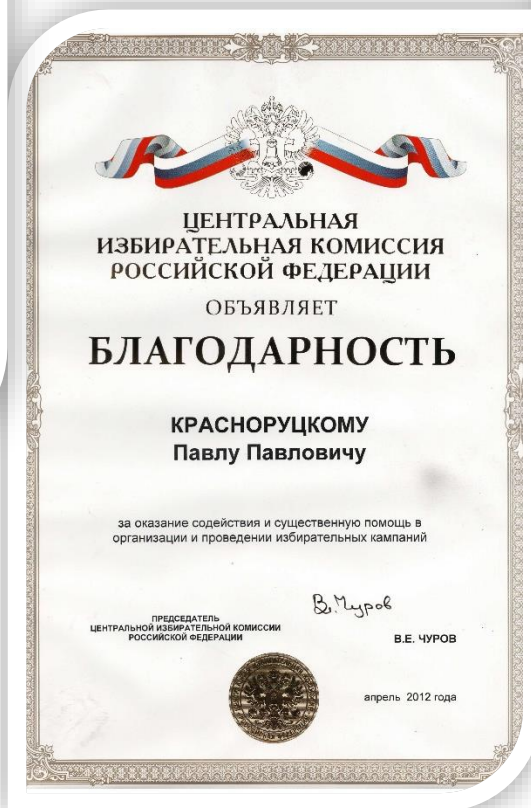 ЦЕНТРАЛЬНАЯ
ИЗБИРАТЕЛЬНАЯ КОМИССИЯ
РОССИЙСКОЙ ФЕДЕРАЦИИ
ОБЪЯВЛЯЕТ
БЛАГОДАРНОСТЬ
КРАСНОРУЦКОМУ
Павлу Павловичу
за оказание содействия и существенную помощь в
организации и проведении избирательных кампаний
В.Чуров
ПРЕДСЕДАТЕЛЬ
ЦЕНТРАЛЬНОЙ ИЗБИРАТЕЛЬНОЙ КОМИССИИ
РОССИЙСКОЙ ФЕДЕРАЦИИ
В.Е. ЧУРОВ
апрель 2012 года